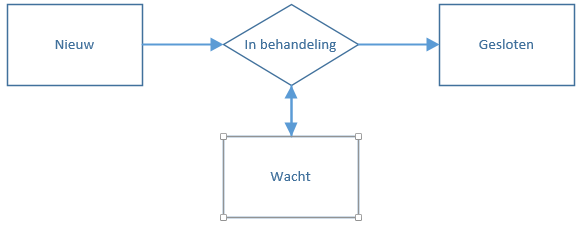 Nieuw
In behandeling
Gesloten
Wacht